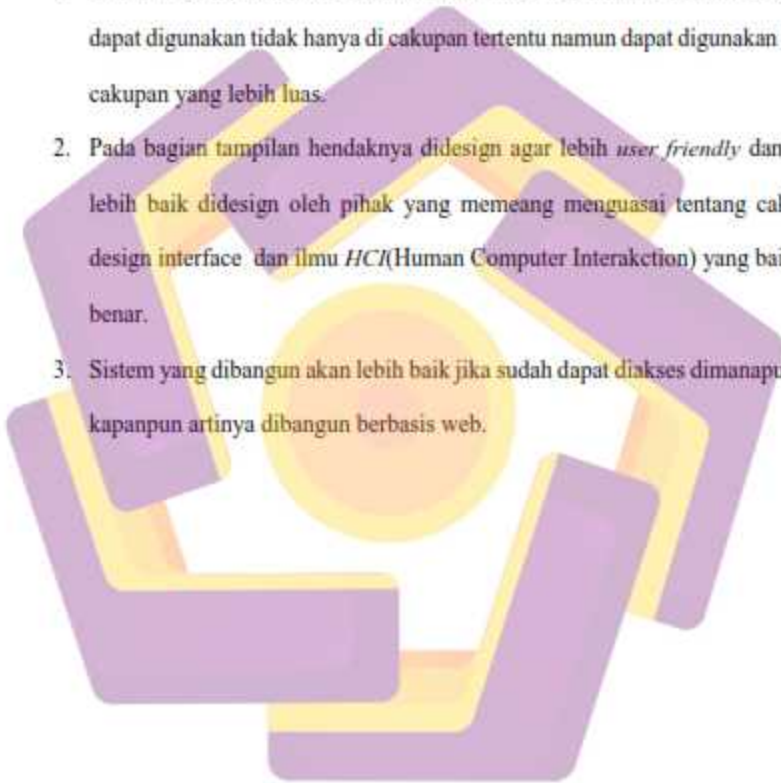 dapat digunakan tidak hanya di cakupan tertentu namun dapat digunakan
cakupan yang lebih luas.
2. Pada bagian tampilan hendaknya didesign agar lebih user friendly dan
lebih baik didesign oleh pihak yang memeang menguasai tentang
design interface dan ilmu HCI(Human Computer Interakction) yang
benar.
3. Sistem yang dibangun akan lebih baik jika sudah dapat diakses
kapanpun artinya dibangun berbasis web.